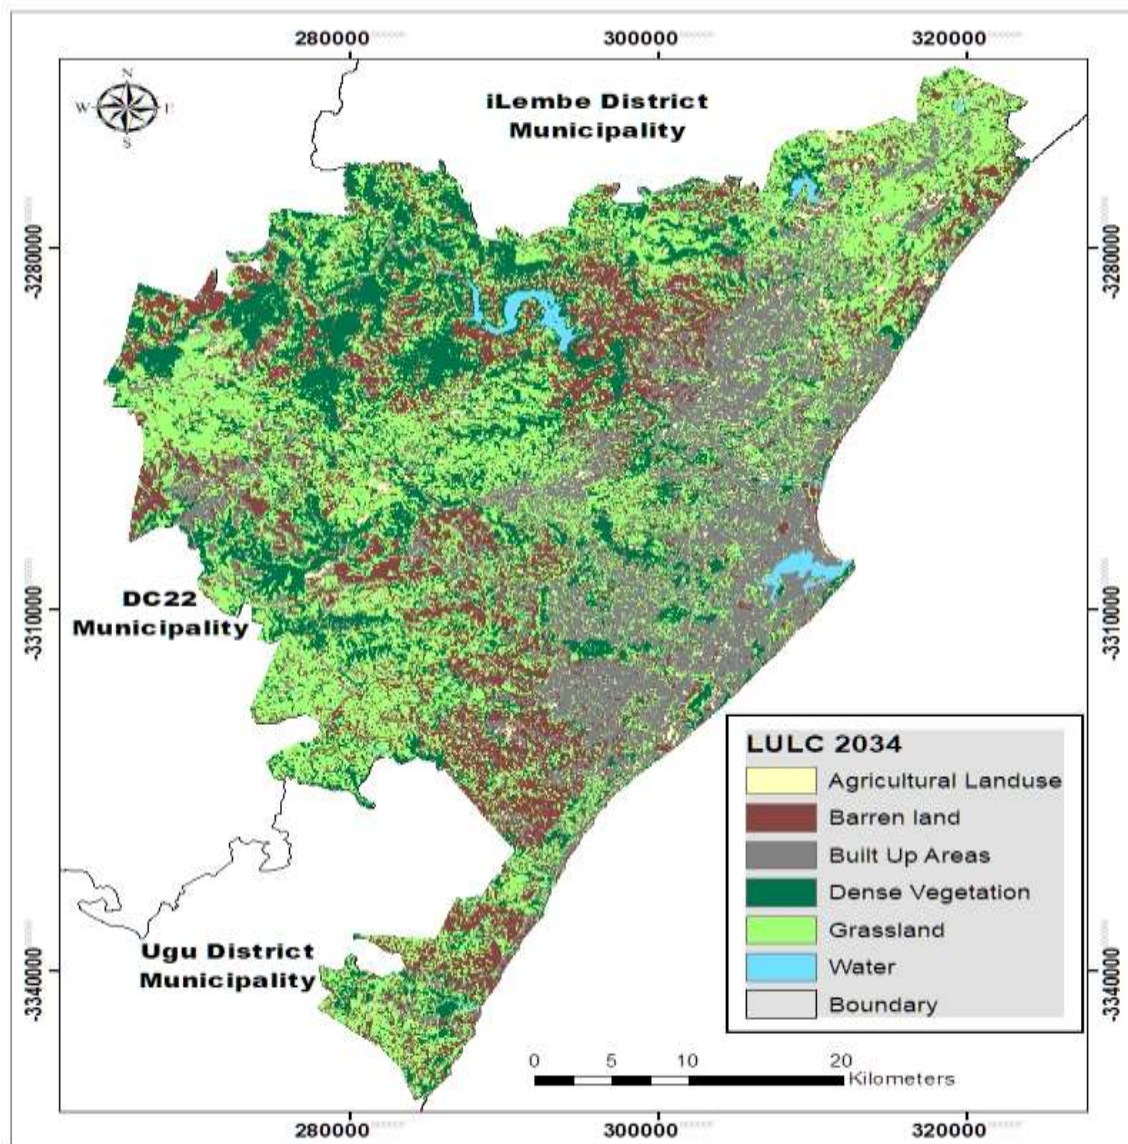 280000 300000 320000
N
W E
S
iLembe District
Municipality
-3280000 -3280000
DC22
Municipality
-3310000 -3310000
LULC 2034
Agricultural Landuse
Barren land
Built Up Areas
Dense Vegetation
Grassland
Water
Boundary
Ugu District
Municipality
-3340000 -3340000
0 5 10 20
Kilometers
280000 300000 320000